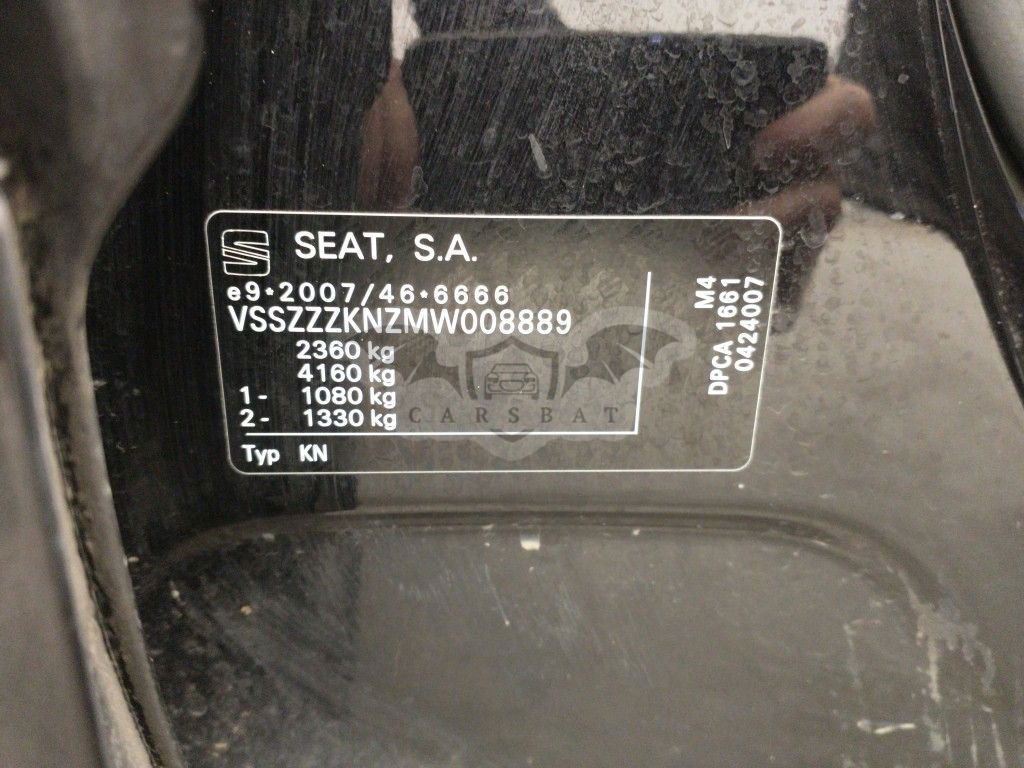 SEAT, S.A.
e9*2007/46*6666
VSSZZZKNZMW008889
2360 kg
4160 kg
1- 1080 kg
2- 1330 kg
Typ KN
M4
DPCA 1661
0424007
CARSBAT